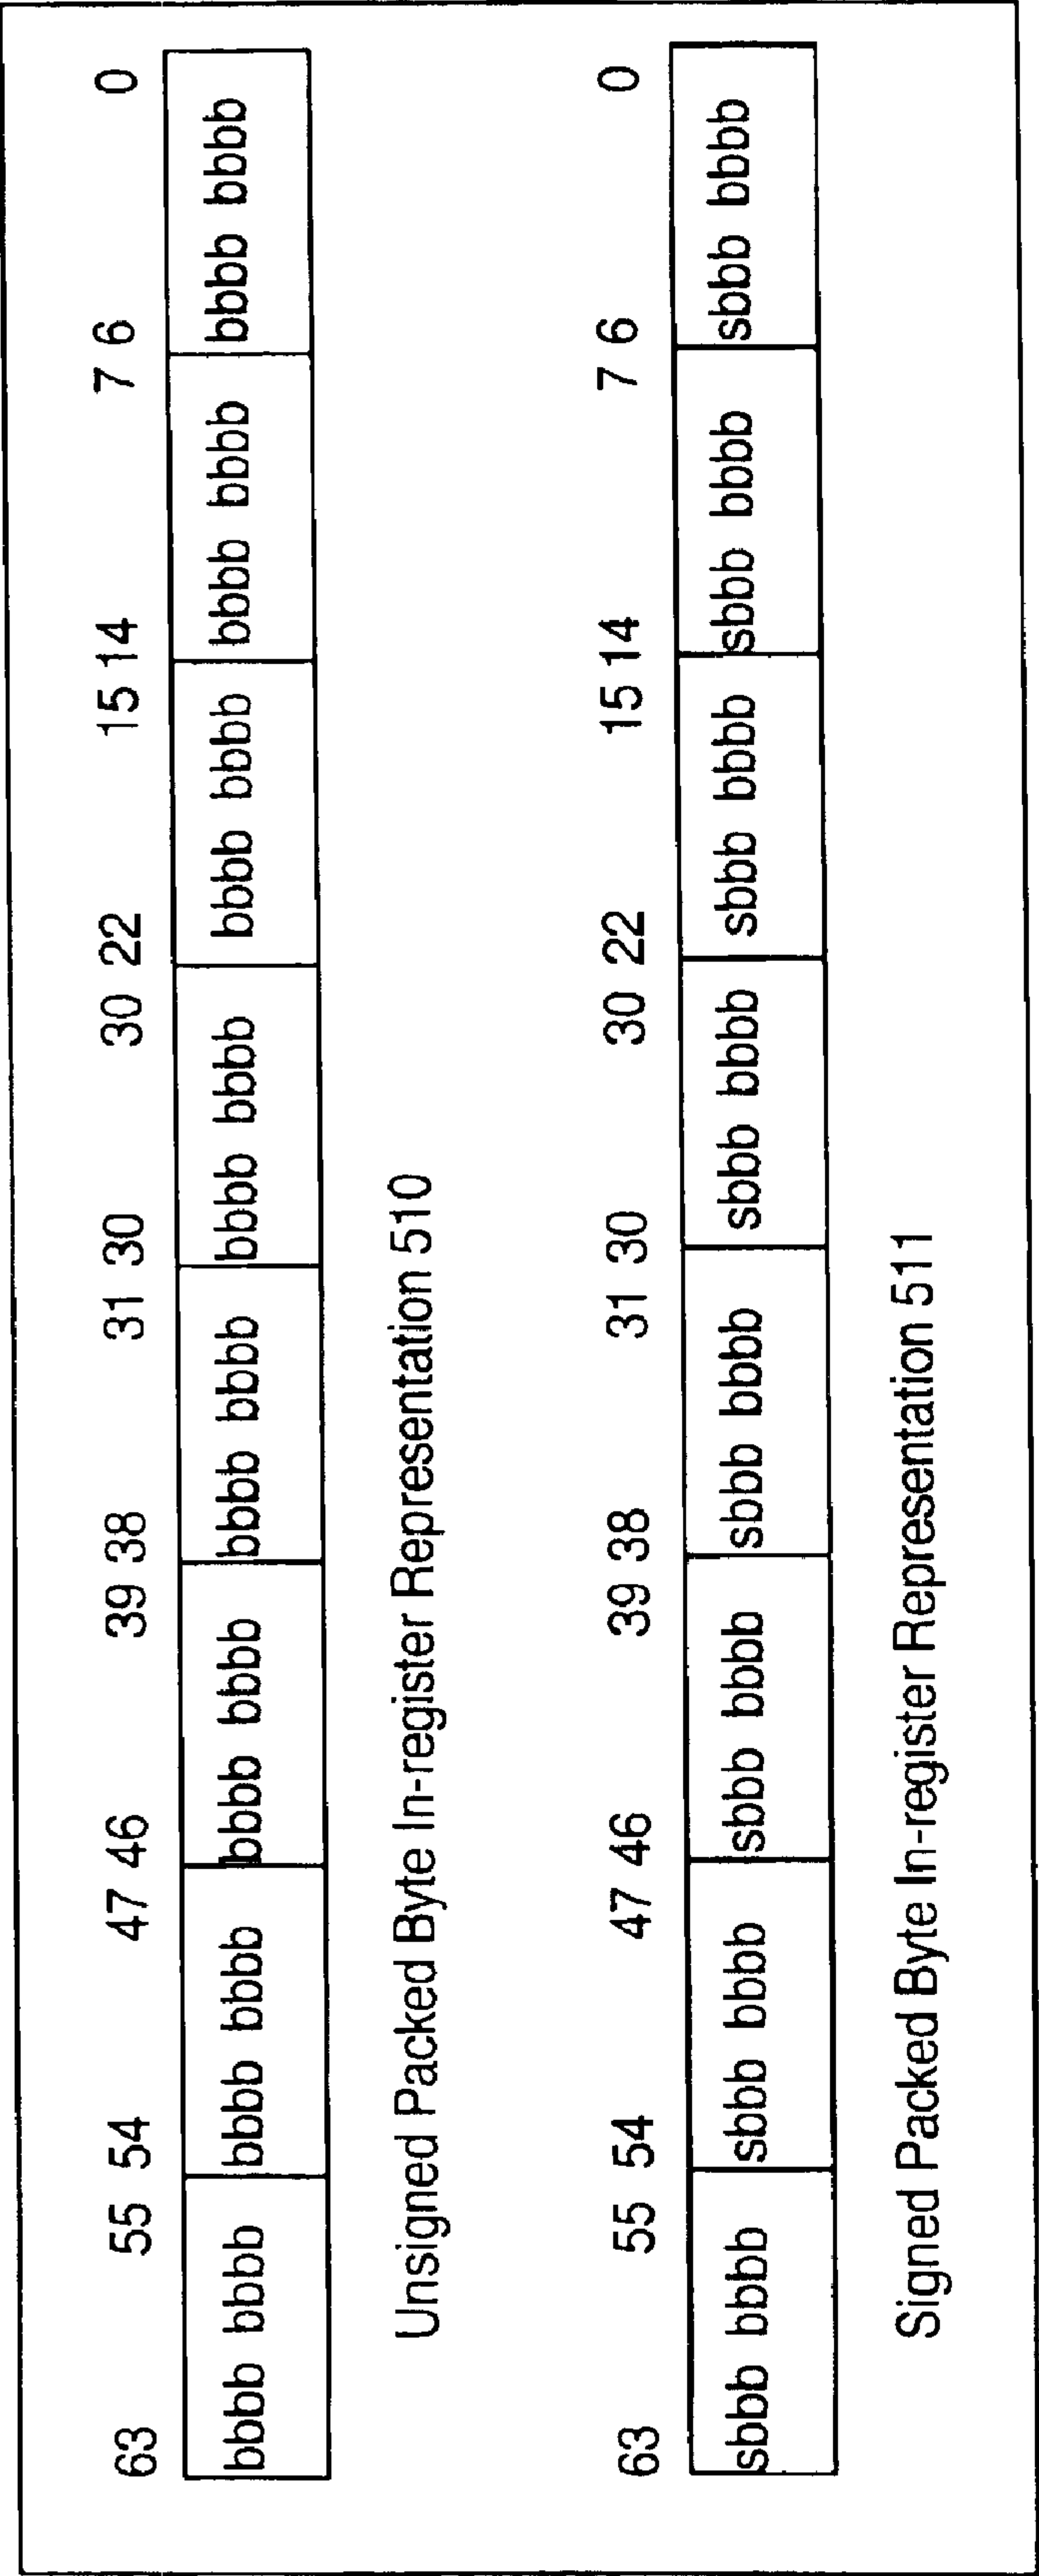 63 55 54 47 46 39 38 31 30 30 22 15 14 7 6 0
bbbb bbbb bbbb bbbb bbbb bbbb bbbb bbbb bbbb bbbb bbbb bbbb bbbb bbbb bbbb bbbb
Unsigned Packed Byte In-register Representation 510
63 55 54 47 46 39 38 31 30 30 22 15 14 7 6 0
sbbb bbbb sbbb bbbb sbbb bbbb sbbb bbbb sbbb bbbb sbbb bbbb sbbb bbbb sbbb bbbb
Signed Packed Byte In-register Representation 511